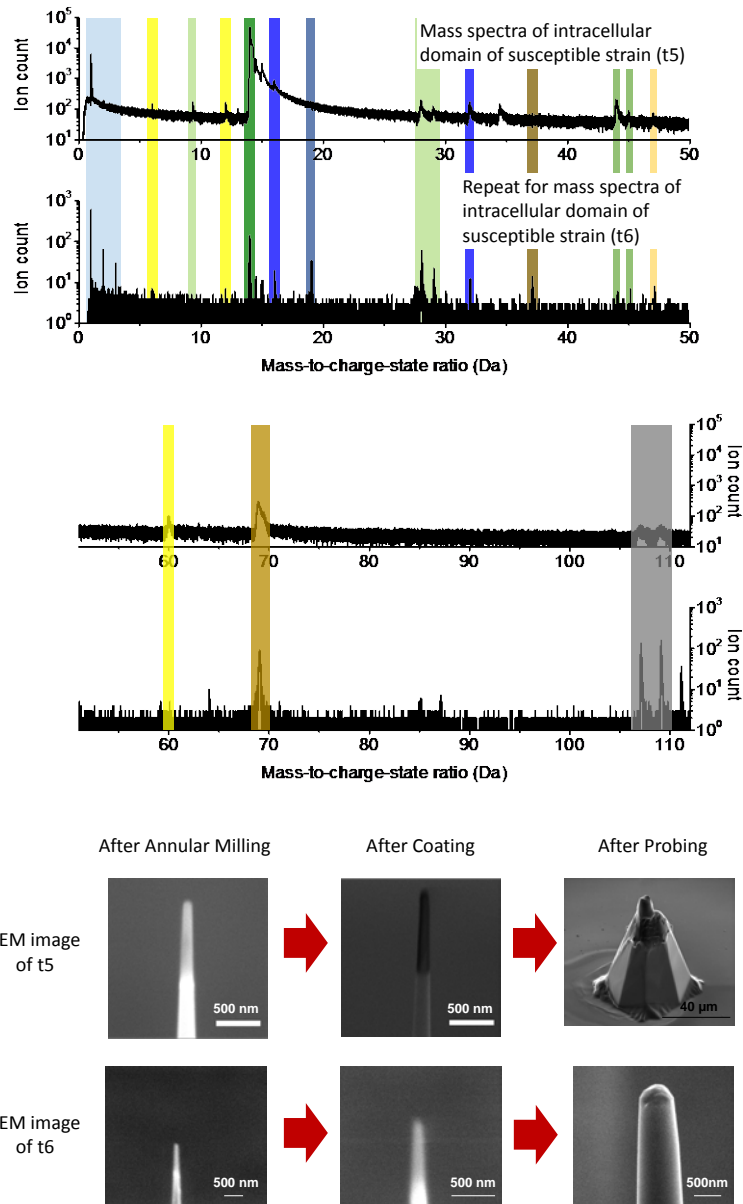 10^5
10^4
10^3
10^2
10^1
Ion count
Mass spectra of intracellular
domain of susceptible strain (t5)
0 10 20 30 40 50
10^3
10^2
10^1
10^0
Ion count
Repeat for mass spectra of
intracellular domain of
susceptible strain (t6)
0 10 20 30 40 50
Mass-to-charge-state ratio (Da)
10^5
10^4
10^3
10^2
10^1
Ion count
60 70 80 90 100 110
10^3
10^2
10^1
10^0
Ion count
60 70 80 90 100 110
Mass-to-charge-state ratio (Da)
After Annular Milling After Coating After Probing
EM image
of t5
500 nm 500 nm 40 µm
EM image
of t6
500 nm 500 nm 500nm